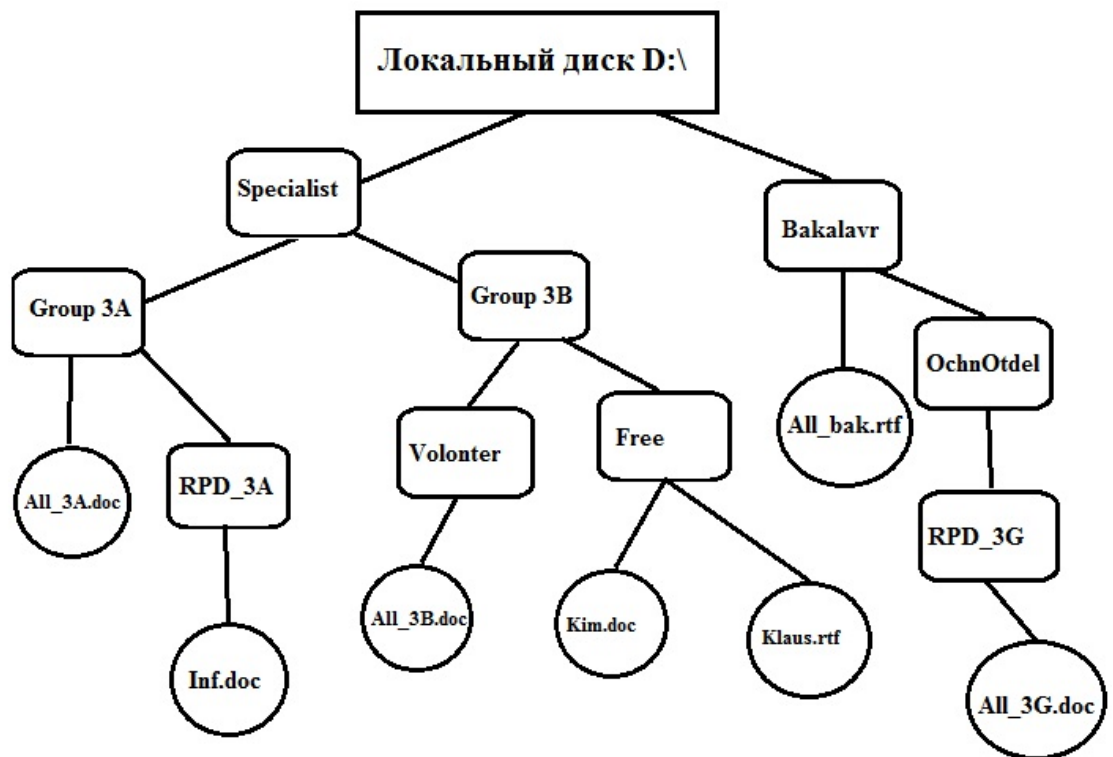 Локальный диск D:\
Specialist
Bakalavr
Group 3A
Group 3B
OchnOtdel
All_bak.rtf
Volonter
Free
All_3A.doc
RPD_3A
RPD_3G
All_3B.doc
Kim.doc
Klaus.rtf
Inf.doc
All_3G.doc